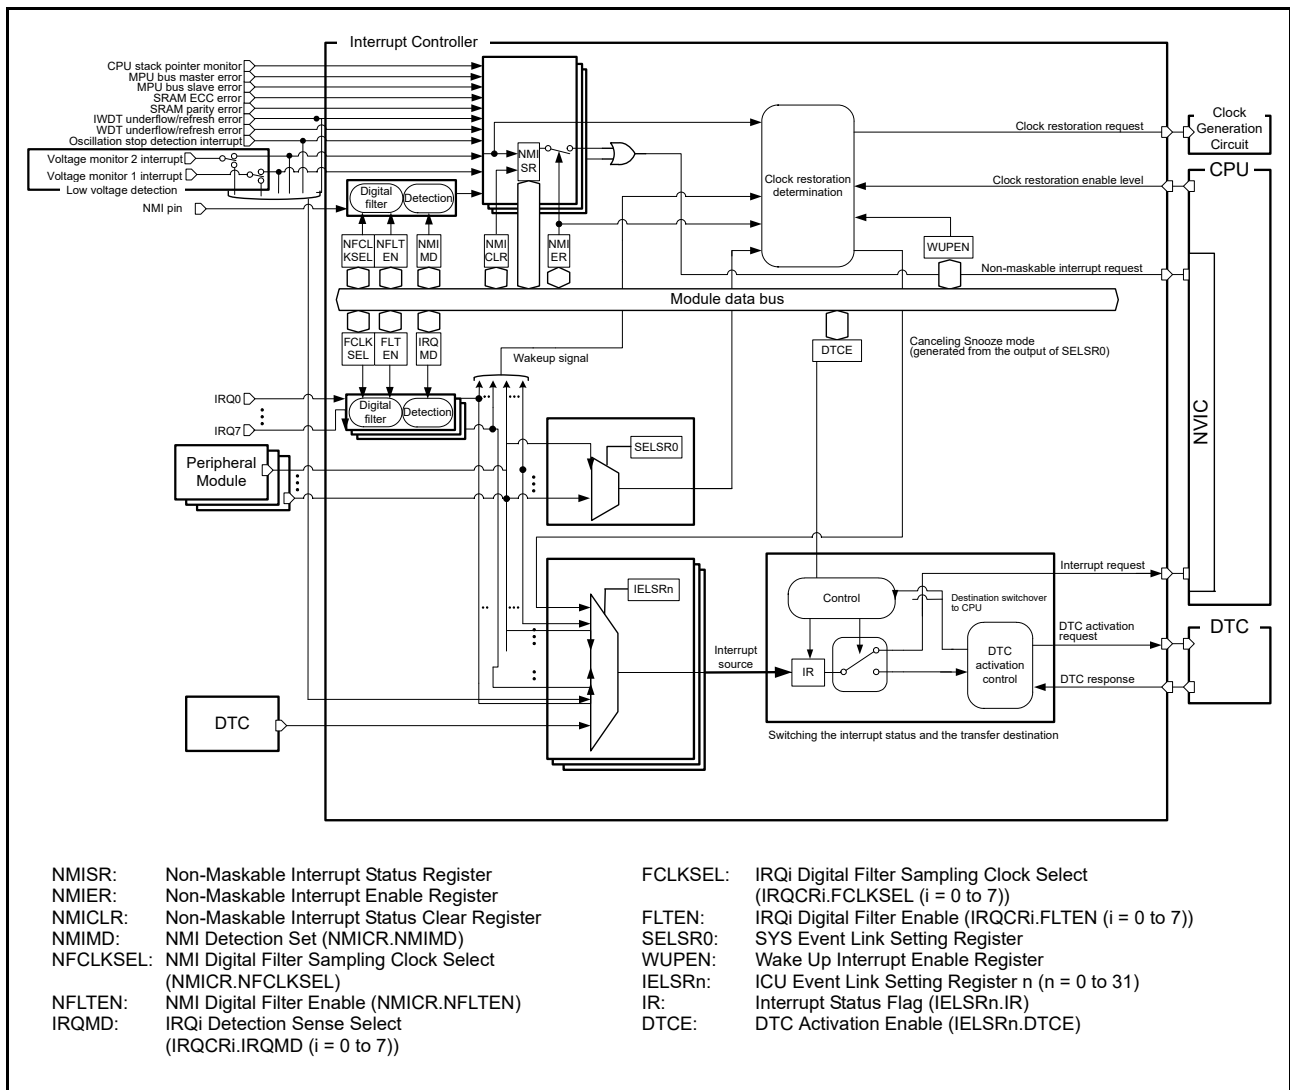 Interrupt Controller
CPU stack pointer monitor
MPU bus master error
MPU bus slave error
SRAM ECC error
SRAM parity error
IWDT underflow/refresh error
WDT underflow/refresh error
Oscillation stop detection interrupt
Voltage monitor 2 interrupt
Voltage monitor 1 interrupt
Low voltage detection
NMI pin
Digital
filter
Detection
NMI
SR
NFCL
KSEL
NFLT
EN
NMI
MD
NMI
CLR
NMI
ER
Clock restoration
determination
Clock restoration request
Clock restoration enable level
WUPEN
Non-maskable interrupt request
Clock
Generation
Circuit
CPU
NVIC
Module data bus
FCLK
SEL
FLT
EN
IRQ
MD
Wakeup signal
DTCE
Canceling Snooze mode
(generated from the output of SELSR0)
IRQ0
IRQ7
Digital
filter
Detection
Peripheral
Module
SELSR0
IELSRn
Interrupt
source
Control
Destination switchover
to CPU
IR
DTC
activation
control
Interrupt request
DTC activation
request
DTC response
DTC
DTC
Switching the interrupt status and the transfer destination
NMISR: Non-Maskable Interrupt Status Register
NMIER: Non-Maskable Interrupt Enable Register
NMICLR: Non-Maskable Interrupt Status Clear Register
NMIMD: NMI Detection Set (NMICR.NMIMD)
NFCLKSEL: NMI Digital Filter Sampling Clock Select
(NMICR.NFCLKSEL)
NFLTEN: NMI Digital Filter Enable (NMICR.NFLTEN)
IRQMD: IRQi Detection Sense Select
(IRQCRi.IRQMD (i = 0 to 7))
FCLKSEL: IRQi Digital Filter Sampling Clock Select
(IRQCRi.FCLKSEL (i = 0 to 7))
FLTEN: IRQi Digital Filter Enable (IRQCRi.FLTEN (i = 0 to 7))
SELSR0: SYS Event Link Setting Register
WUPEN: Wake Up Interrupt Enable Register
IELSRn: ICU Event Link Setting Register n (n = 0 to 31)
IR: Interrupt Status Flag (IELSRn.IR)
DTCE: DTC Activation Enable (IELSRn.DTCE)